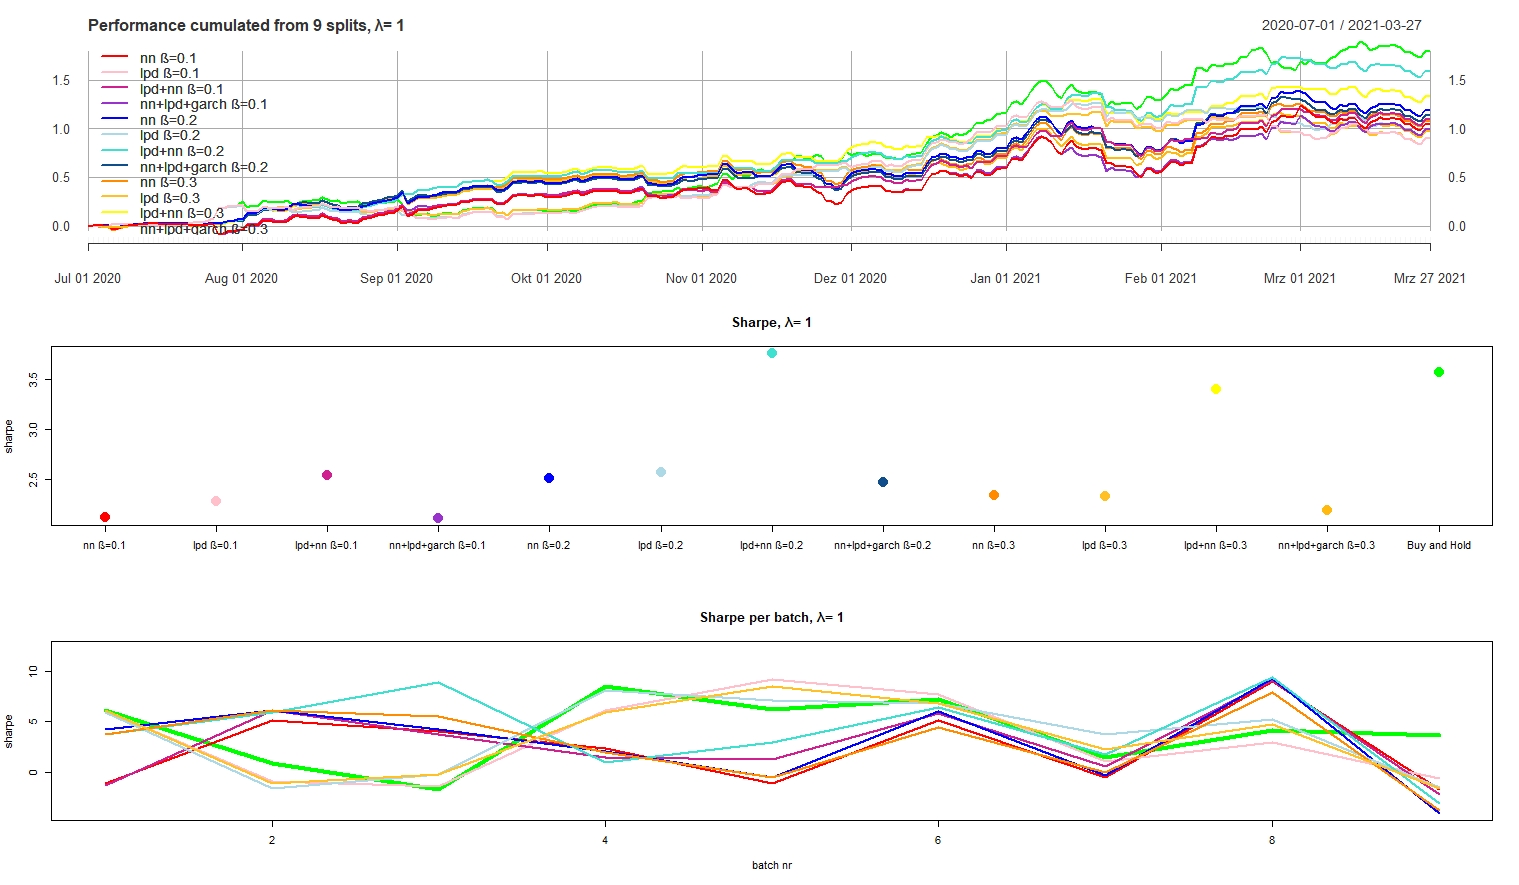 Performance cumulated from 9 splits, λ= 1
2020-07-01 / 2021-03-27
nn ß=0.1
lpd ß=0.1
lpd+nn ß=0.1
nn+lpd+garch ß=0.1
nn ß=0.2
lpd ß=0.2
lpd+nn ß=0.2
nn+lpd+garch ß=0.2
nn ß=0.3
lpd ß=0.3
lpd+nn ß=0.3
nn+lpd+garch ß=0.3
1.5 1.5
1.0 1.0
0.5 0.5
0.0 0.0
Jul 01 2020 Aug 01 2020 Sep 01 2020 Okt 01 2020 Nov 01 2020 Dez 01 2020 Jan 01 2021 Feb 01 2021 Mrz 01 2021 Mrz 27 2021
Sharpe, λ= 1
sharpe
3.5
3.0
2.5
nn ß=0.1 lpd ß=0.1 lpd+nn ß=0.1 nn+lpd+garch ß=0.1 nn ß=0.2 lpd ß=0.2 lpd+nn ß=0.2 nn+lpd+garch ß=0.2 nn ß=0.3 lpd ß=0.3 lpd+nn ß=0.3 nn+lpd+garch ß=0.3 Buy and Hold
Sharpe per batch, λ= 1
sharpe
10
5
0
2 4 6 8
batch nr